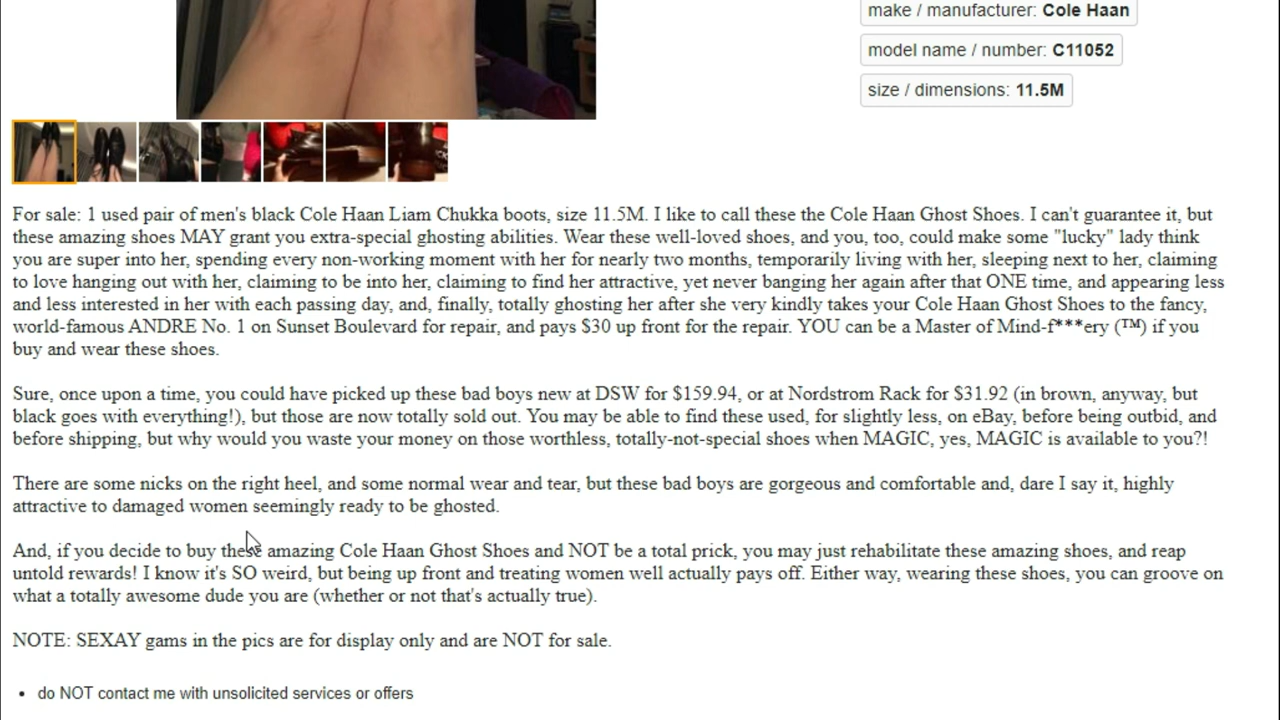 make / manufacturer: Cole Haan
model name / number: C11052
size / dimensions: 11.5M
For sale: 1 used pair of men's black Cole Haan Liam Chukka boots, size 11.5M. I like to call these the Cole Haan Ghost Shoes. I can't guarantee it, but
these amazing shoes MAY grant you extra-special ghosting abilities. Wear these well-loved shoes, and you, too, could make some "lucky" lady think
you are super into her, spending every non-working moment with her for nearly two months, temporarily living with her, sleeping next to her, claiming
to love hanging out with her, claiming to be into her, claiming to find her attractive, yet never banging her again after that ONE time, and appearing less
and less interested in her with each passing day, and, finally, totally ghosting her after she very kindly takes your Cole Haan Ghost Shoes to the fancy,
world-famous ANDRE No. 1 on Sunset Boulevard for repair, and pays $30 up front for the repair. YOU can be a Master of Mind-f***ery (™) if you
buy and wear these shoes.
Sure, once upon a time, you could have picked up these bad boys new at DSW for $159.94, or at Nordstrom Rack for $31.92 (in brown, anyway, but
black goes with everything!), but those are now totally sold out. You may be able to find these used, for slightly less, on eBay, before being outbid, and
before shipping, but why would you waste your money on those worthless, totally-not-special shoes when MAGIC, yes, MAGIC is available to you?!
There are some nicks on the right heel, and some normal wear and tear, but these bad boys are gorgeous and comfortable and, dare I say it, highly
attractive to damaged women seemingly ready to be ghosted.
And, if you decide to buy these amazing Cole Haan Ghost Shoes and NOT be a total prick, you may just rehabilitate these amazing shoes, and reap
untold rewards! I know it's SO weird, but being up front and treating women well actually pays off. Either way, wearing these shoes, you can groove on
what a totally awesome dude you are (whether or not that's actually true).
NOTE: SEXAY gams in the pics are for display only and are NOT for sale.
• do NOT contact me with unsolicited services or offers